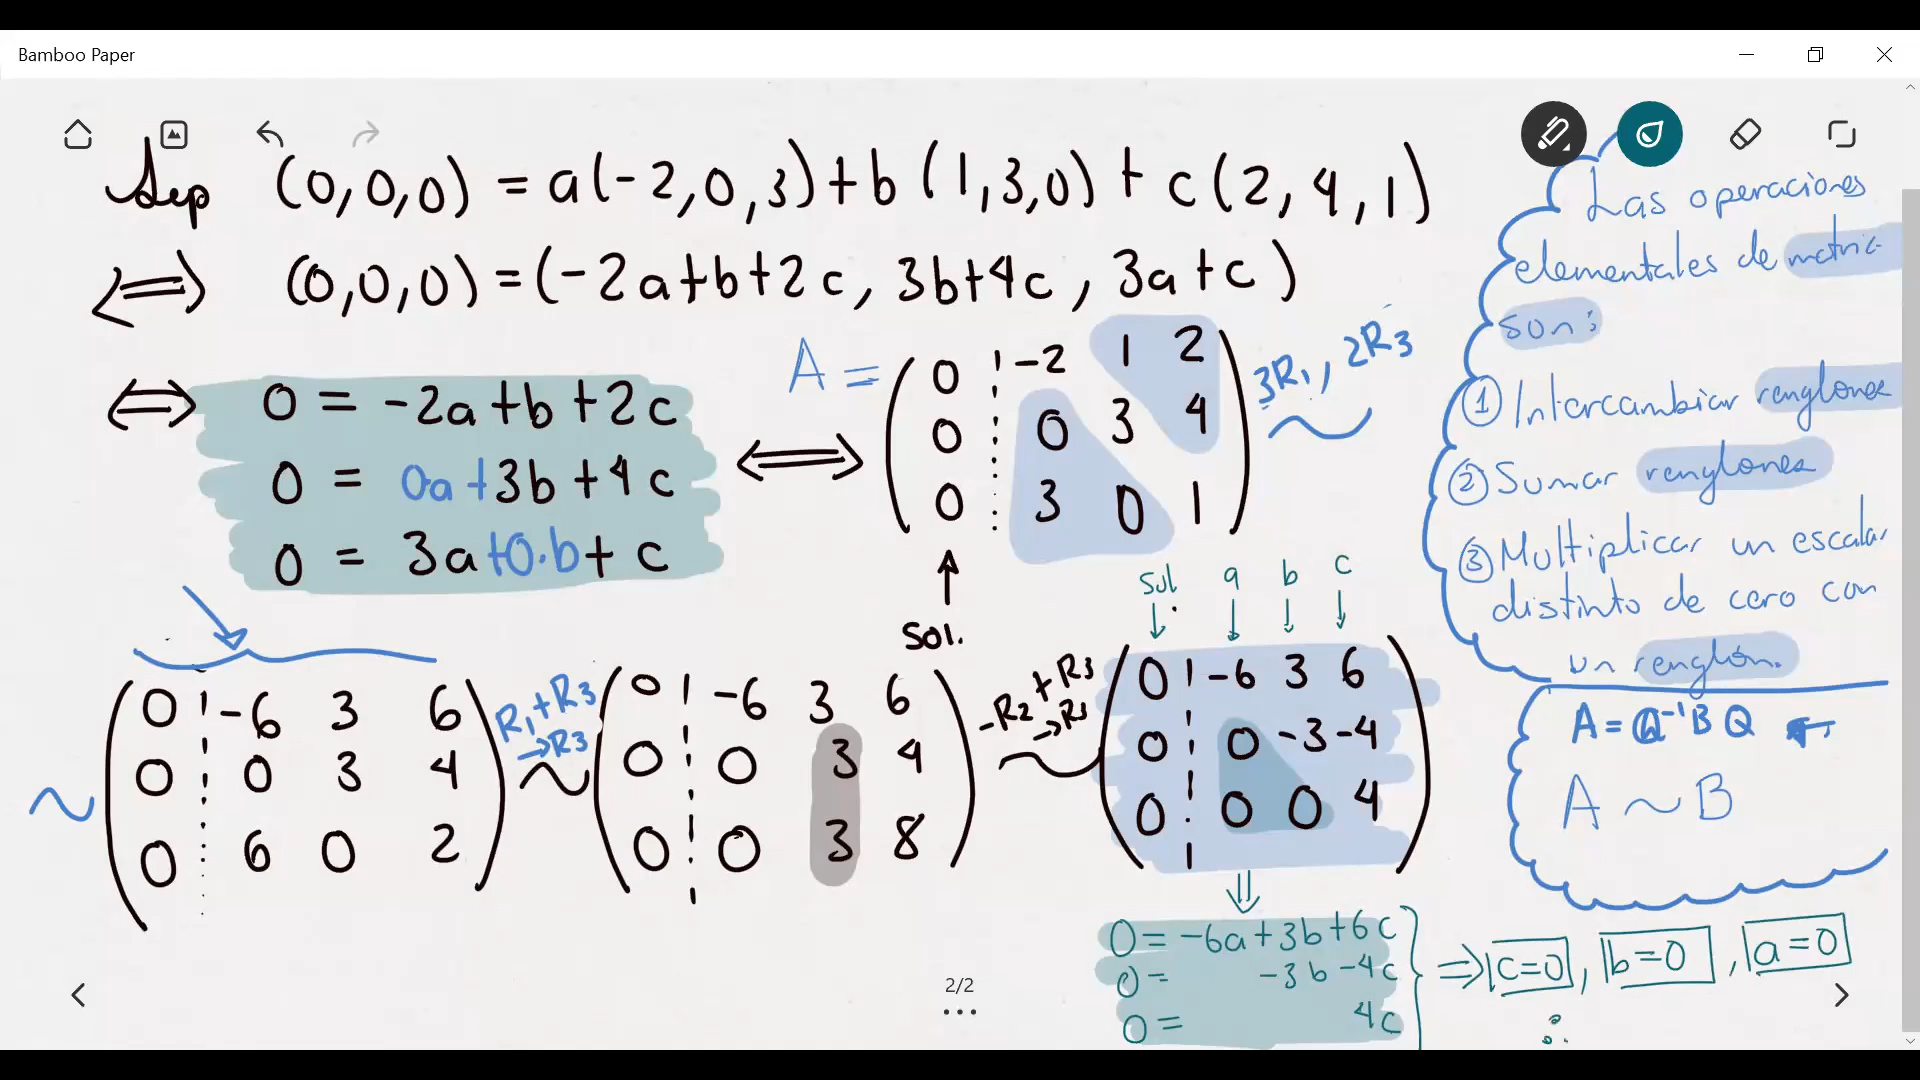 Bamboo Paper
Sup (0,0,0) = a(-2,0,3)+b(1,3,0)+c(2,4,1)
⟺ (0,0,0)=(-2a+b+2c, 3b+4c, 3a+c)
⟺ 0 = -2a+b+2c
0 = 0a+3b+4c
0 = 3a+0·b+c
⟺ A =
0 ¦ -2 1 2
0 ¦ 0 3 4
0 ¦ 3 0 1
3R1, 2R3
~
↑
Sol.
~
0 ¦ -6 3 6
0 ¦ 0 3 4
0 ¦ 6 0 2
R1+R3
→R3
~
0 ¦ -6 3 6
0 ¦ 0 3 4
0 ¦ 0 3 8
-R2+R3
→R3
~
Sol a b c
↓ ↓ ↓ ↓
0 ¦ -6 3 6
0 ¦ 0 -3 -4
0 ¦ 0 0 4
⇓
0 = -6a+3b+6c
0 = -3b-4c
0 = 4c
⇒ c=0, b=0, a=0
Las operaciones
elementales de matric-
son:
① Intercambiar renglones
② Sumar renglones
③ Multiplicar un escalar
distinto de cero con
un renglón.
A = Q⁻¹BQ ←
A ~ B
2/2